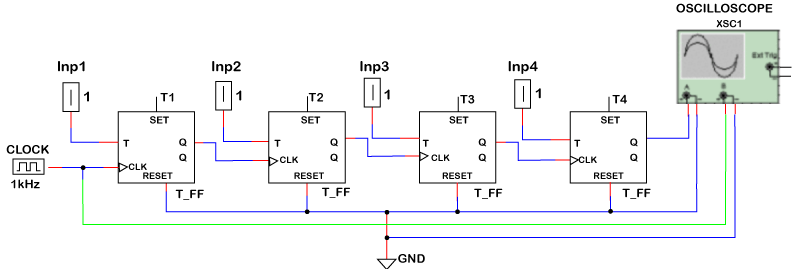 OSCILLOSCOPE
XSC1
Ext Trig
A B
Inp1 Inp2 Inp3 Inp4
1 1 1 1
T1 T2 T3 T4
SET SET SET SET
T Q T Q T Q T Q
CLK Q CLK Q CLK Q CLK Q
RESET RESET RESET RESET
T_FF T_FF T_FF T_FF
CLOCK
1kHz
GND